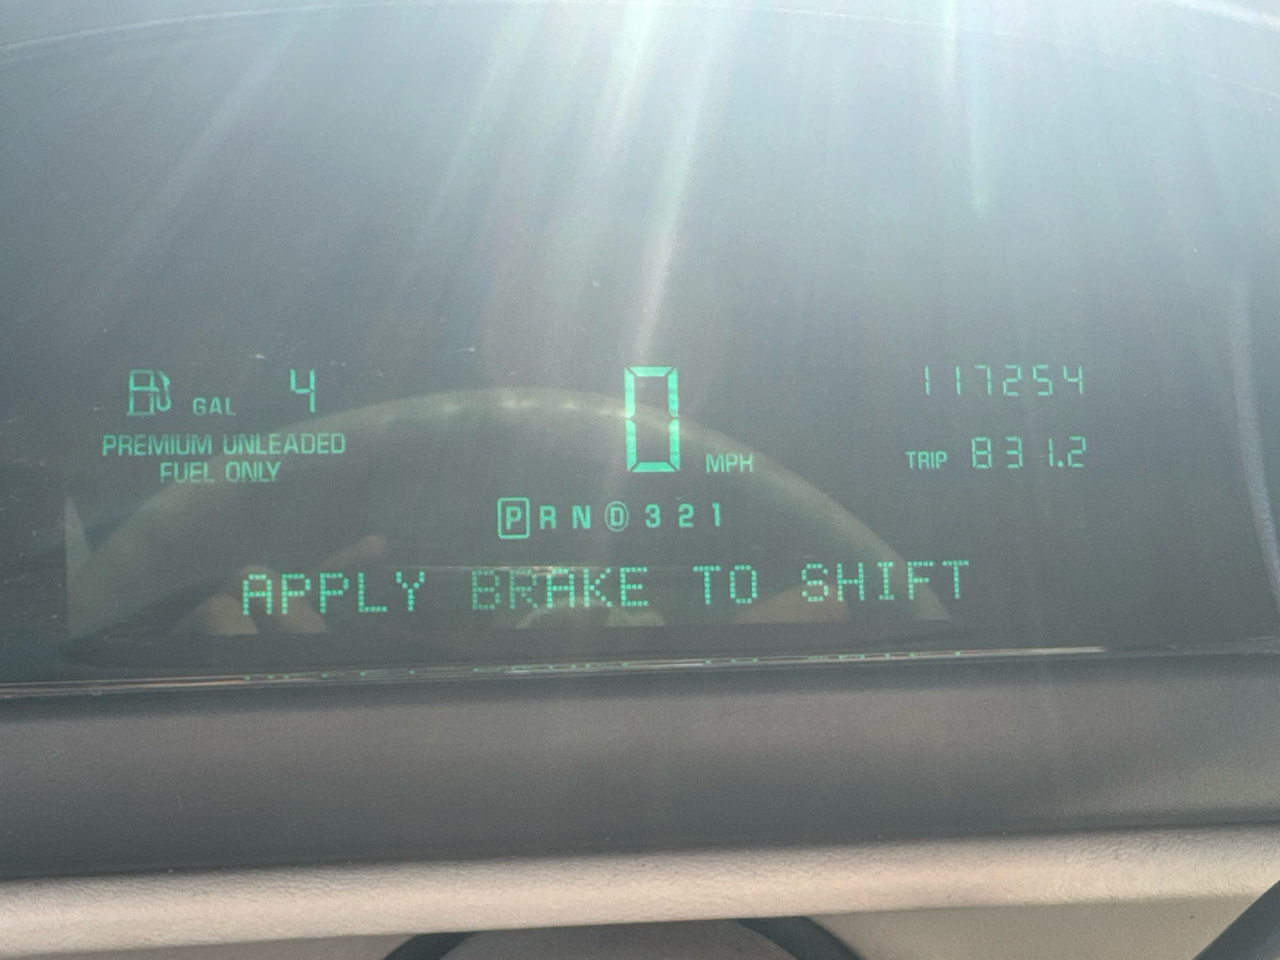 GAL 4
PREMIUM UNLEADED
FUEL ONLY
0 MPH
117254
TRIP 831.2
P R N D 3 2 1
APPLY BRAKE TO SHIFT